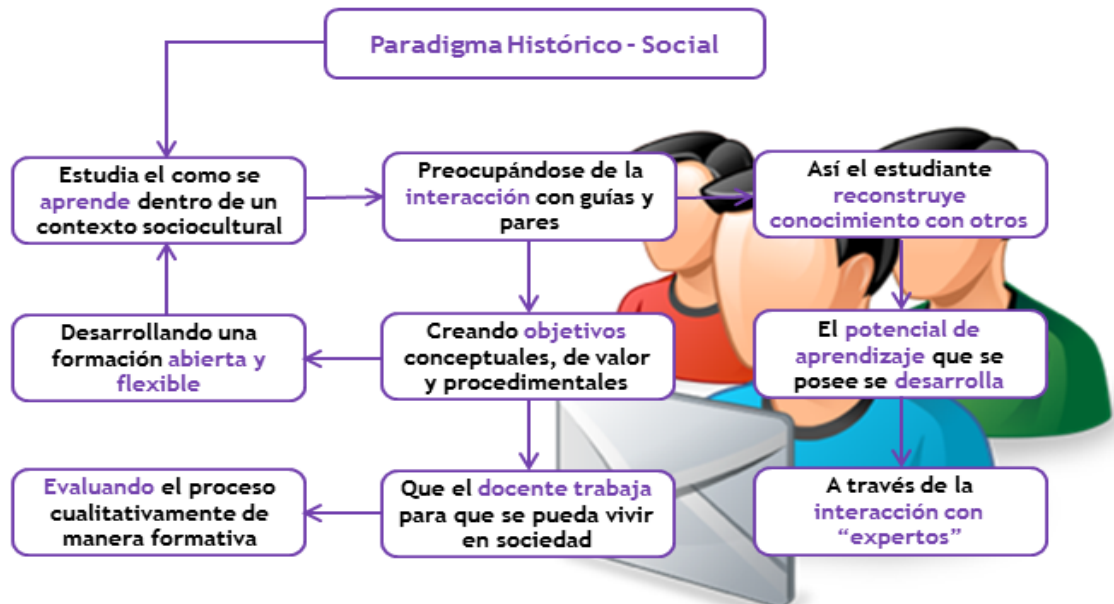 Paradigma Histórico - Social
Estudia el como se
aprende dentro de un
contexto sociocultural
Preocupándose de la
interacción con guías y
pares
Así el estudiante
reconstruye
conocimiento con otros
Desarrollando una
formación abierta y
flexible
Creando objetivos
conceptuales, de valor
y procedimentales
El potencial de
aprendizaje que se
posee se desarrolla
Evaluando el proceso
cualitativamente de
manera formativa
Que el docente trabaja
para que se pueda vivir
en sociedad
A través de la
interacción con
“expertos”